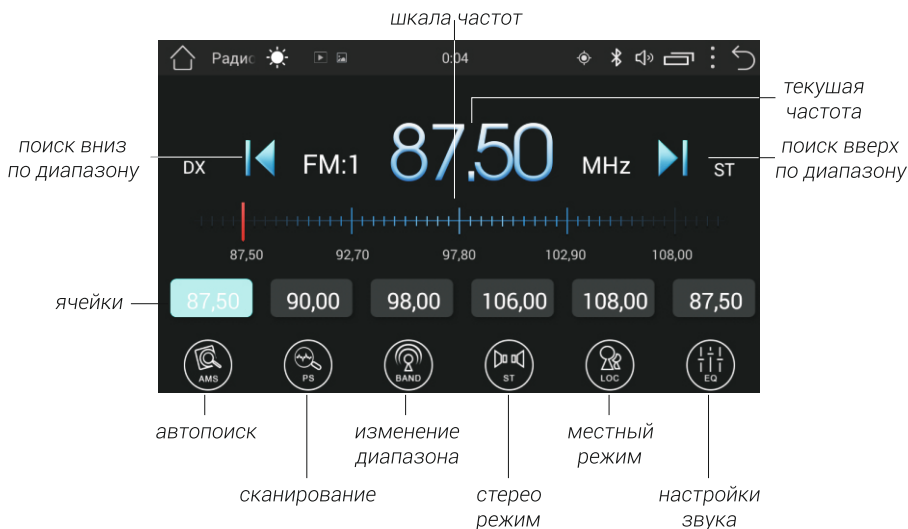 шкала частот
Радио
0:04
текушая
частота
поиск вниз
по диапазону
DX
FM:1
87.50
MHz
ST
поиск вверх
по диапазону
87,50
92,70
97,80
102,90
108,00
ячейки
87,50
90,00
98,00
106,00
108,00
87,50
AMS
PS
BAND
ST
LOC
EQ
автопоиск
изменение
диапазона
местный
режим
сканирование
стерео
режим
настройки
звука